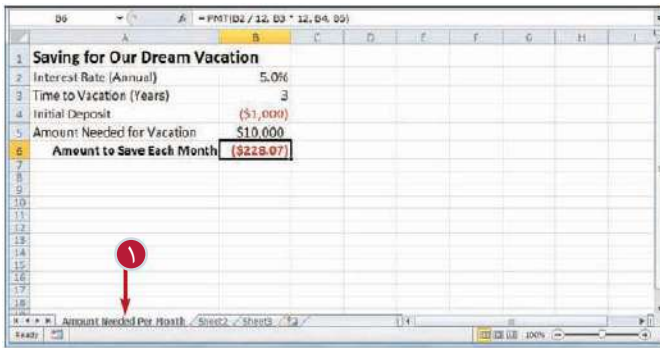 B6 fx =PMT(B2 / 12, B3 * 12, B4, B5)
A B C D E F G H I
1 Saving for Our Dream Vacation
2 Interest Rate (Annual) 5.0%
3 Time to Vacation (Years) 3
4 Initial Deposit ($1,000)
5 Amount Needed for Vacation $10,000
6 Amount to Save Each Month ($228.07)
7
8
9
10
11
12
13
14
15
16
17
18
١
Amount Needed Per Month Sheet2 Sheet3
Ready 100%